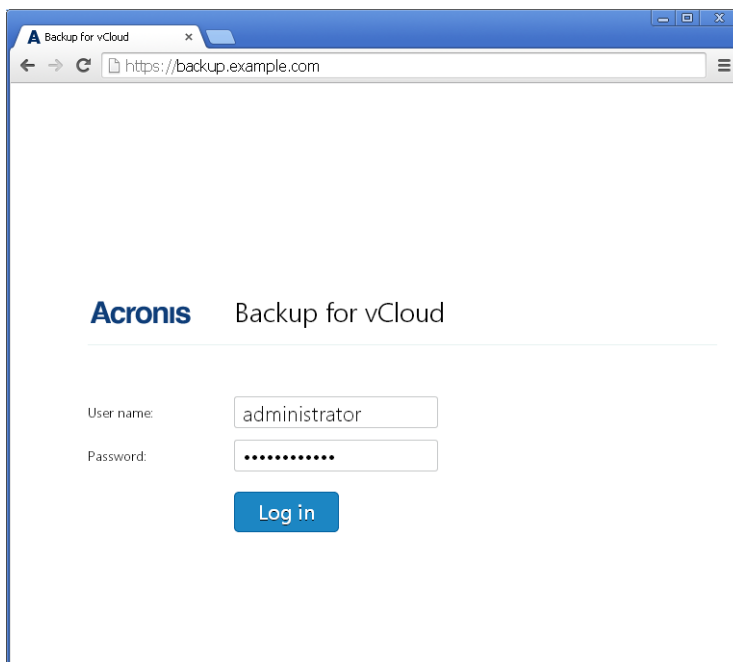 Backup for vCloud
https://backup.example.com
Acronis Backup for vCloud
User name: administrator
Password: ••••••••••••
Log in